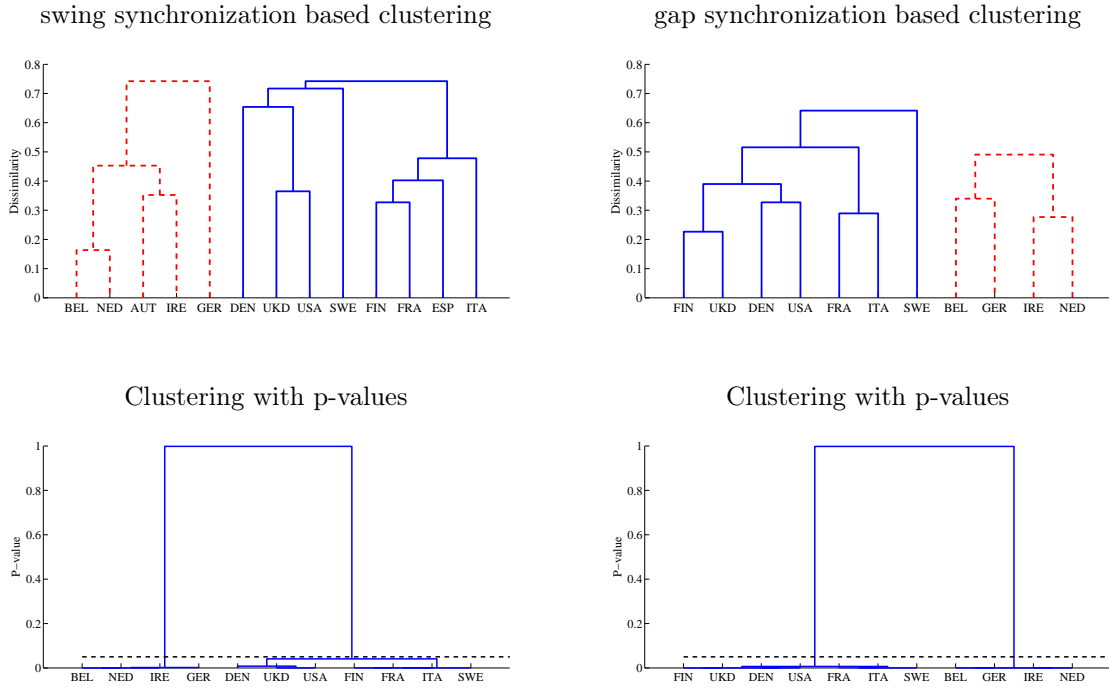 swing synchronization based clustering
gap synchronization based clustering
0.8
0.7
0.6
0.5
0.4
0.3
0.2
0.1
0
Dissimilarity
BEL NED AUT IRE GER DEN UKD USA SWE FIN FRA ESP ITA
0.8
0.7
0.6
0.5
0.4
0.3
0.2
0.1
0
Dissimilarity
FIN UKD DEN USA FRA ITA SWE BEL GER IRE NED
Clustering with p-values
Clustering with p-values
1
0.8
0.6
0.4
0.2
0
P-value
BEL NED IRE GER DEN UKD USA FIN FRA ITA SWE
1
0.8
0.6
0.4
0.2
0
P-value
FIN UKD DEN USA FRA ITA SWE BEL GER IRE NED